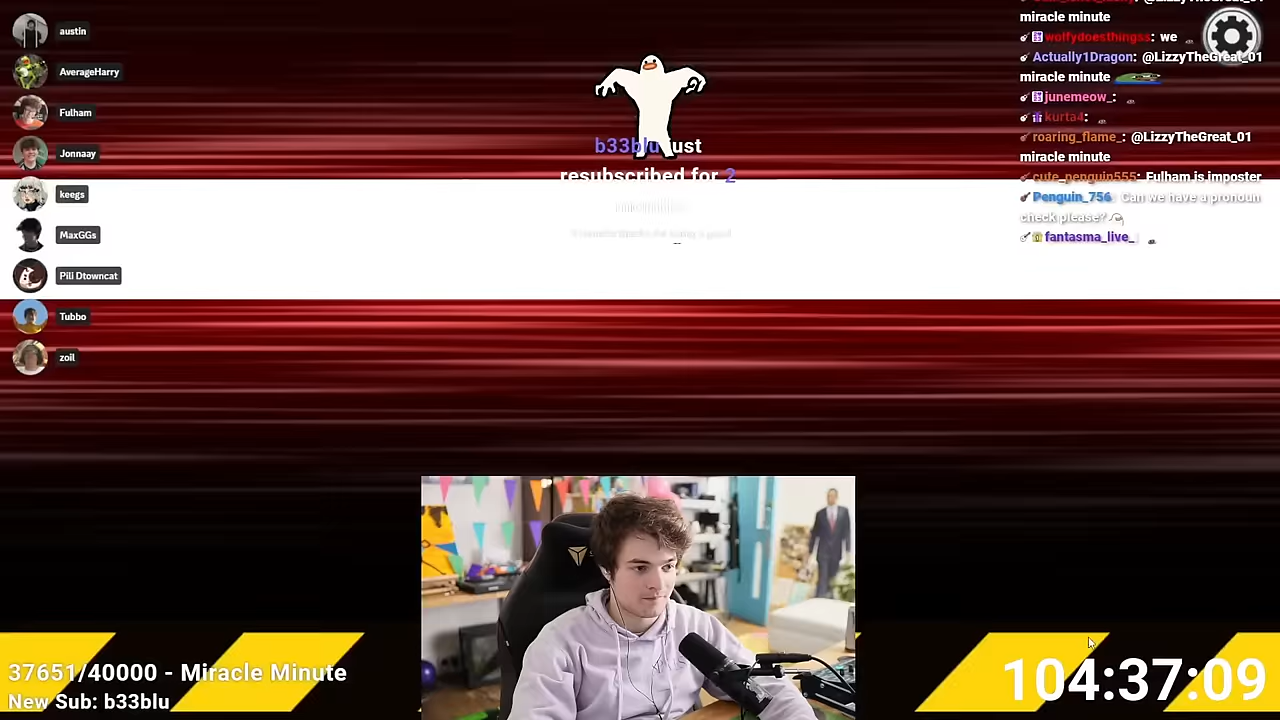 austin
AverageHarry
Fulham
Jonnaay
keegs
MaxGGs
Pili Dtowncat
Tubbo
zoil
b33blu just
resubscribed for 2
miracle minute
woffydoesthingss: we
Actually1Dragon: @LizzyTheGreat_01
miracle minute
junemeow_:
kurta4:
roaring_flame_: @LizzyTheGreat_01
miracle minute
cute_penguin555: Fulham is imposter
Penguin_756: Can we have a pronoun
check please?
fantasma_live_:
37651/40000 - Miracle Minute
New Sub: b33blu
104:37:09